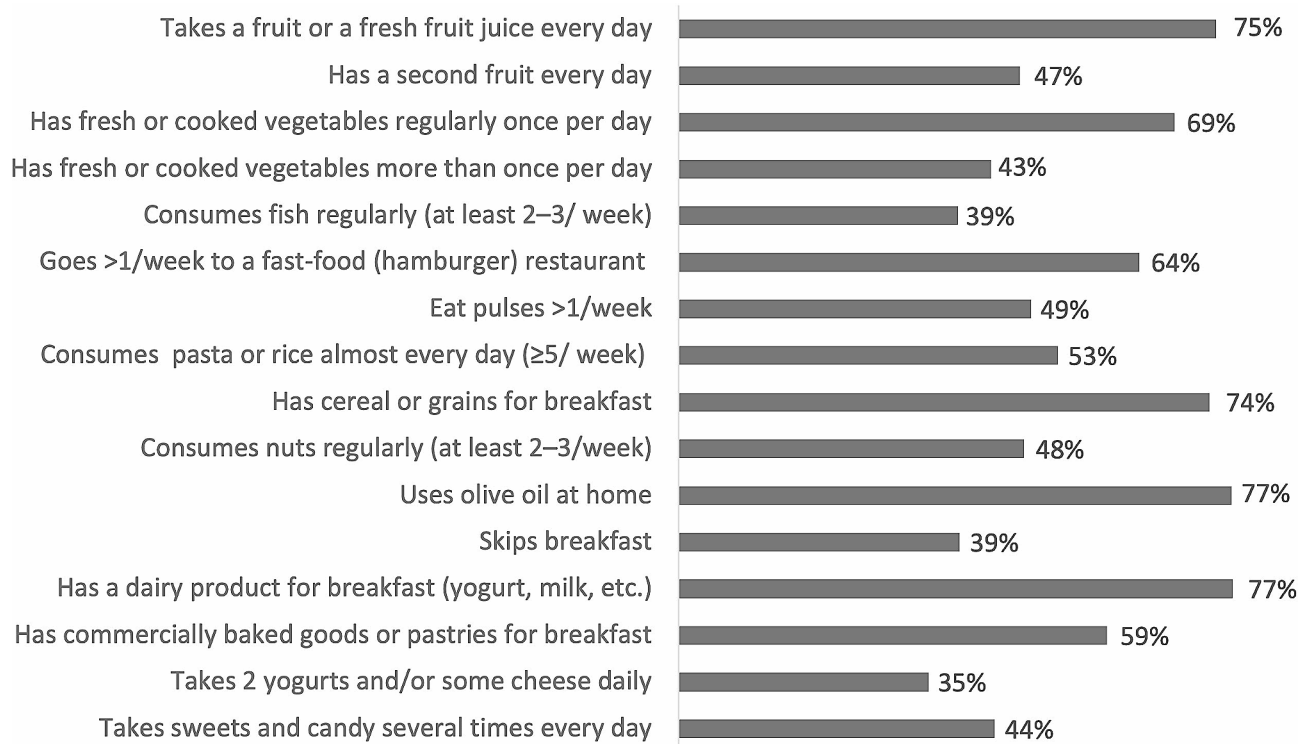 Takes a fruit or a fresh fruit juice every day 75%
Has a second fruit every day 47%
Has fresh or cooked vegetables regularly once per day 69%
Has fresh or cooked vegetables more than once per day 43%
Consumes fish regularly (at least 2–3/ week) 39%
Goes >1/week to a fast-food (hamburger) restaurant 64%
Eat pulses >1/week 49%
Consumes pasta or rice almost every day (≥5/ week) 53%
Has cereal or grains for breakfast 74%
Consumes nuts regularly (at least 2–3/week) 48%
Uses olive oil at home 77%
Skips breakfast 39%
Has a dairy product for breakfast (yogurt, milk, etc.) 77%
Has commercially baked goods or pastries for breakfast 59%
Takes 2 yogurts and/or some cheese daily 35%
Takes sweets and candy several times every day 44%